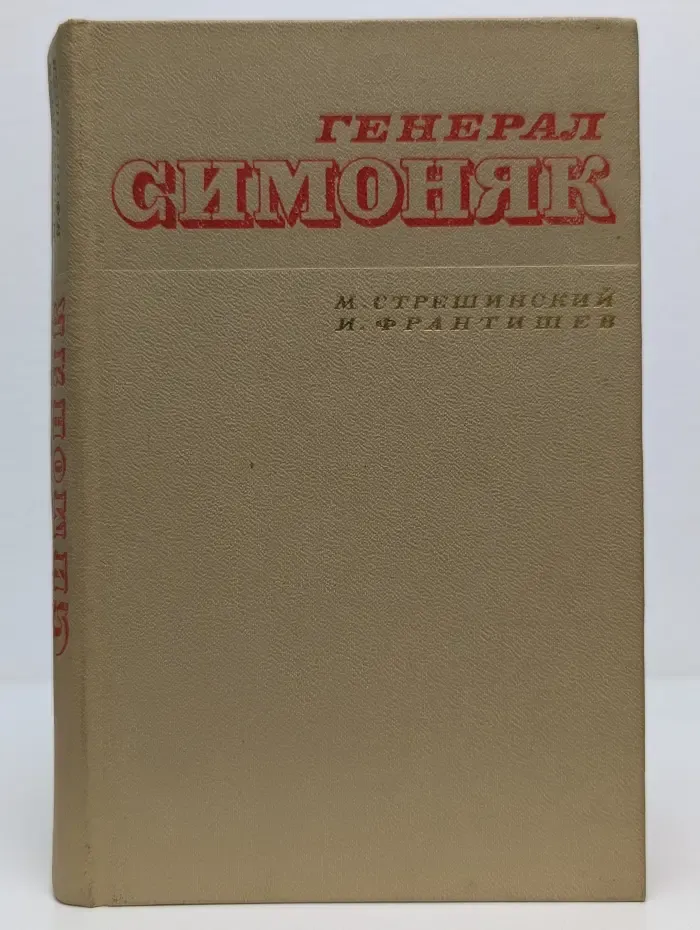 ГЕНЕРАЛ
СИМОНЯК
М. СТРЕШИНСКИЙ
И. ФРАНТИШЕВ
СИМОНЯК